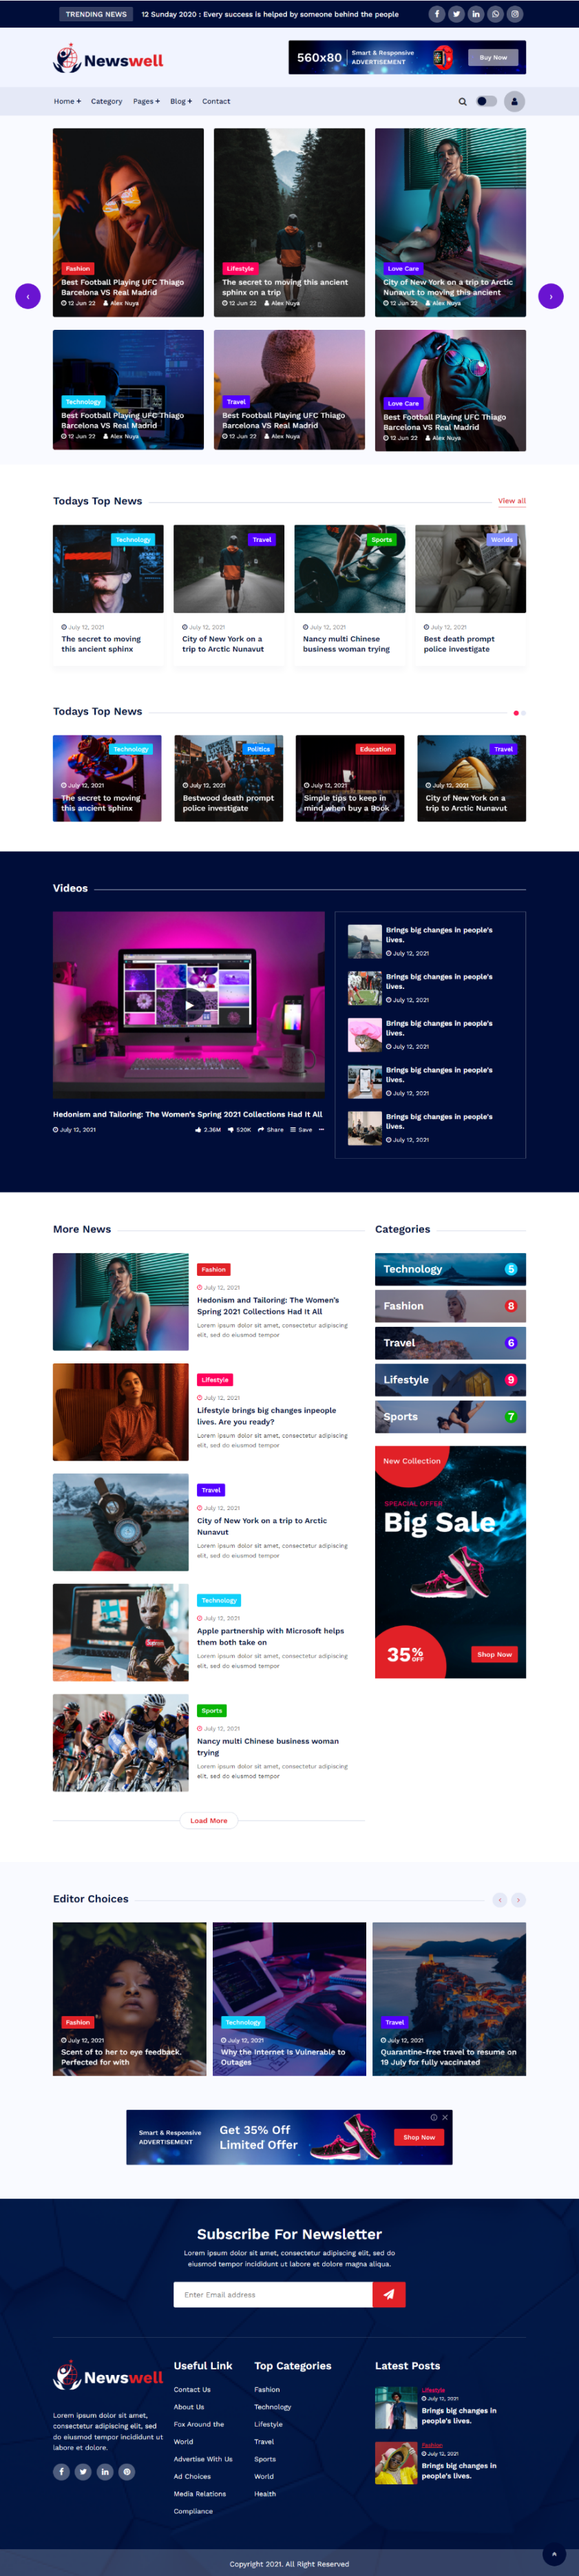 TRENDING NEWS
12 Sunday 2020 : Every success is helped by someone behind the people
Newswell
560x80
Smart & Responsive
ADVERTISEMENT
Buy Now
Home +
Category
Pages +
Blog +
Contact
Fashion
Best Football Playing UFC Thiago
Barcelona VS Real Madrid
12 Jun 22
Alex Nuya
Lifestyle
The secret to moving this ancient
sphinx on a trip
12 Jun 22
Alex Nuya
Love Care
City of New York on a trip to Arctic
Nunavut to moving this ancient
12 Jun 22
Alex Nuya
Technology
Best Football Playing UFC Thiago
Barcelona VS Real Madrid
12 Jun 22
Alex Nuya
Travel
Best Football Playing UFC Thiago
Barcelona VS Real Madrid
12 Jun 22
Alex Nuya
Love Care
Best Football Playing UFC Thiago
Barcelona VS Real Madrid
12 Jun 22
Alex Nuya
Todays Top News
View all
Technology
July 12, 2021
The secret to moving
this ancient sphinx
Travel
July 12, 2021
City of New York on a
trip to Arctic Nunavut
Sports
July 12, 2021
Nancy multi Chinese
business woman trying
Worlds
July 12, 2021
Best death prompt
police investigate
Todays Top News
Technology
July 12, 2021
The secret to moving
this ancient sphinx
Politics
July 12, 2021
Bestwood death prompt
police investigate
Education
July 12, 2021
Simple tips to keep in
mind when buy a Book
Travel
July 12, 2021
City of New York on a
trip to Arctic Nunavut
Videos
Hedonism and Tailoring: The Women's Spring 2021 Collections Had It All
July 12, 2021
2.36M
520K
Share
Save
Brings big changes in people's
lives.
July 12, 2021
Brings big changes in people's
lives.
July 12, 2021
Brings big changes in people's
lives.
July 12, 2021
Brings big changes in people's
lives.
July 12, 2021
Brings big changes in people's
lives.
July 12, 2021
More News
Fashion
July 12, 2021
Hedonism and Tailoring: The Women's
Spring 2021 Collections Had It All
Lorem ipsum dolor sit amet, consectetur adipiscing
elit, sed do eiusmod tempor
Lifestyle
July 12, 2021
Lifestyle brings big changes inpeople
lives. Are you ready?
Lorem ipsum dolor sit amet, consectetur adipiscing
elit, sed do eiusmod tempor
Travel
July 12, 2021
City of New York on a trip to Arctic
Nunavut
Lorem ipsum dolor sit amet, consectetur adipiscing
elit, sed do eiusmod tempor
Technology
July 12, 2021
Apple partnership with Microsoft helps
them both take on
Lorem ipsum dolor sit amet, consectetur adipiscing
elit, sed do eiusmod tempor
Sports
July 12, 2021
Nancy multi Chinese business woman
trying
Lorem ipsum dolor sit amet, consectetur adipiscing
elit, sed do eiusmod tempor
Load More
Categories
Technology 5
Fashion 8
Travel 6
Lifestyle 9
Sports 7
New Collection
SPEACIAL OFFER
Big Sale
35% OFF
Shop Now
Editor Choices
Fashion
July 12, 2021
Scent of to her to eye feedback.
Perfected for with
Technology
July 12, 2021
Why the Internet Is Vulnerable to
Outages
Travel
July 12, 2021
Quarantine-free travel to resume on
19 July for fully vaccinated
Smart & Responsive
ADVERTISEMENT
Get 35% Off
Limited Offer
Shop Now
Subscribe For Newsletter
Lorem ipsum dolor sit amet, consectetur adipiscing elit, sed do
eiusmod tempor incididunt ut labore et dolore magna aliqua.
Enter Email address
Newswell
Lorem ipsum dolor sit amet,
consectetur adipiscing elit, sed
do eiusmod tempor incididunt ut
labore et dolore.
Useful Link
Contact Us
About Us
Fox Around the
World
Advertise With Us
Ad Choices
Media Relations
Compliance
Top Categories
Fashion
Technology
Lifestyle
Travel
Sports
World
Health
Latest Posts
Lifestyle
July 12, 2021
Brings big changes in
people's lives.
Fashion
July 12, 2021
Brings big changes in
people's lives.
Copyright 2021. All Right Reserved